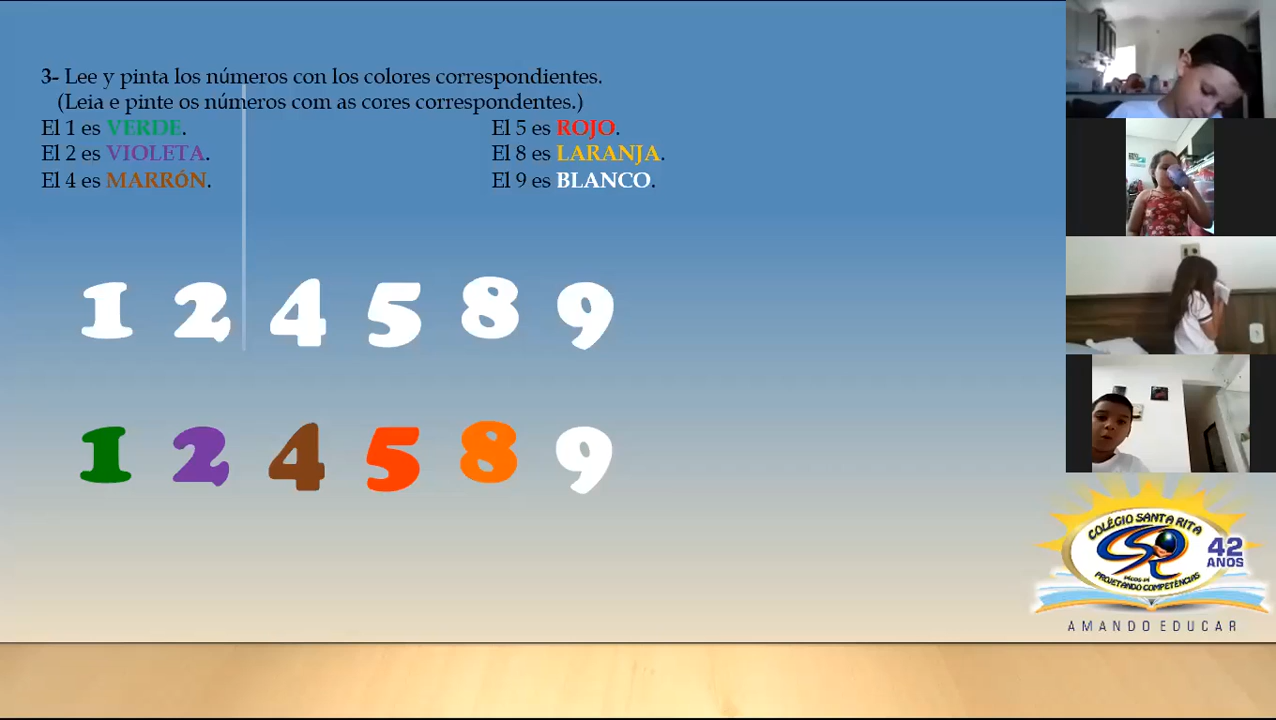 3- Lee y pinta los números con los colores correspondientes.
(Leia e pinte os números com as cores correspondentes.)
El 1 es VERDE.
El 2 es VIOLETA.
El 4 es MARRÓN.
El 5 es ROJO.
El 8 es LARANJA.
El 9 es BLANCO.
1 2 4 5 8 9
1 2 4 5 8 9
COLÉGIO SANTA RITA
42
ANOS
PROJETANDO COMPETÊNCIAS
AMANDO EDUCAR